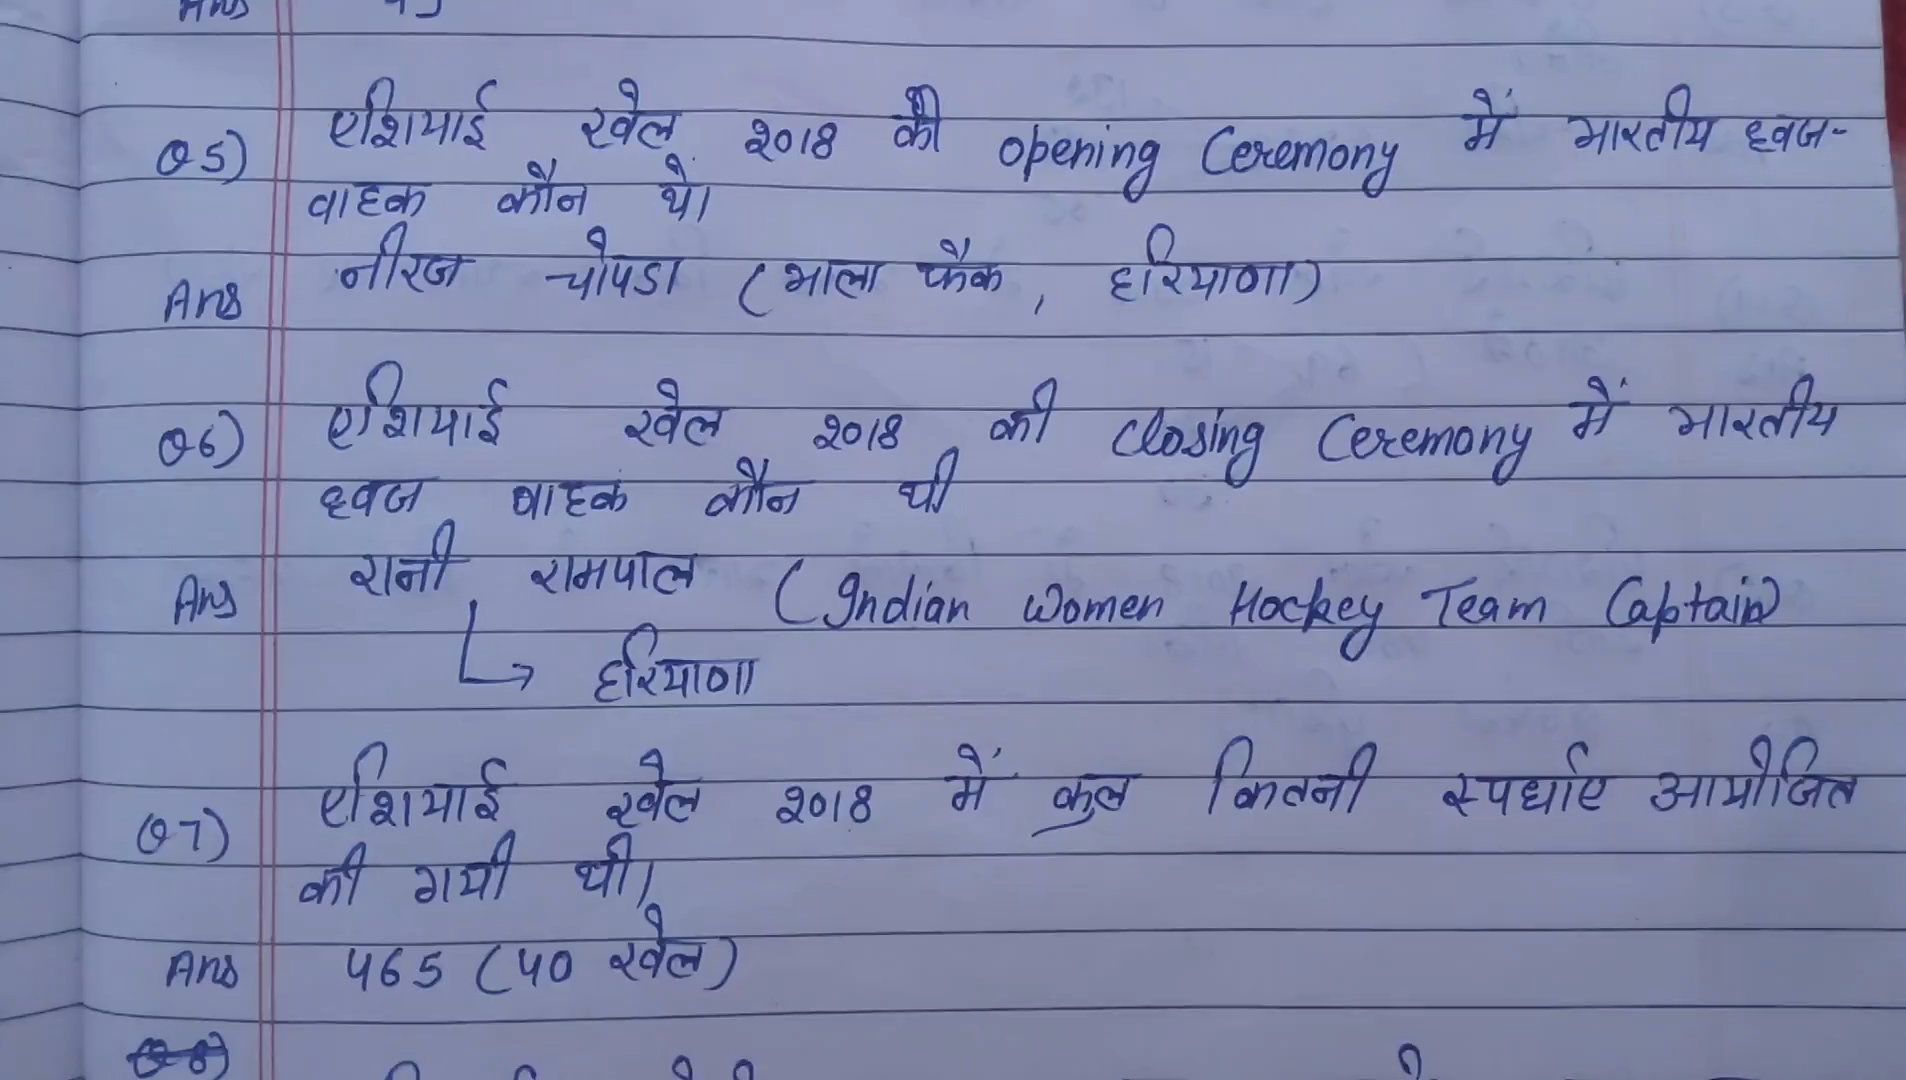 Ans
Q5) एशियाई खेल 2018 की opening Ceremony में भारतीय ध्वज-
वाहक कौन थे।
Ans नीरज चोपडा (भाला फेंक, हरियाणा)
Q6) एशियाई खेल 2018 की Closing Ceremony में भारतीय
ध्वज वाहक कौन थी
Ans रानी रामपाल (Indian Women Hockey Team Captain)
↳ हरियाणा
Q7) एशियाई खेल 2018 में कुल कितनी स्पर्धाए आयोजित
की गयी थी।
Ans 465 (40 खेल)
Q8)